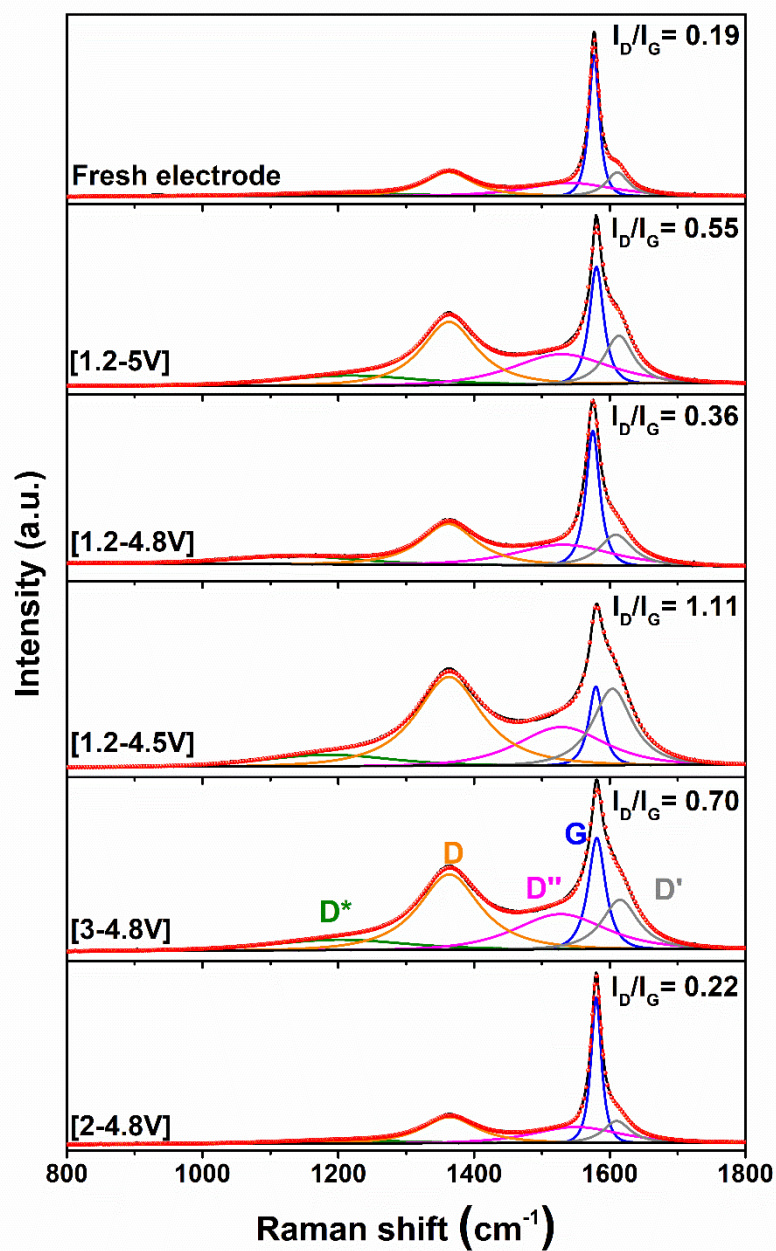 I_D/I_G= 0.19
Fresh electrode
I_D/I_G= 0.55
[1.2-5V]
I_D/I_G= 0.36
[1.2-4.8V]
I_D/I_G= 1.11
[1.2-4.5V]
I_D/I_G= 0.70
G
D
D"
D'
D*
[3-4.8V]
I_D/I_G= 0.22
[2-4.8V]
800 1000 1200 1400 1600 1800
Raman shift (cm⁻¹)
Intensity (a.u.)